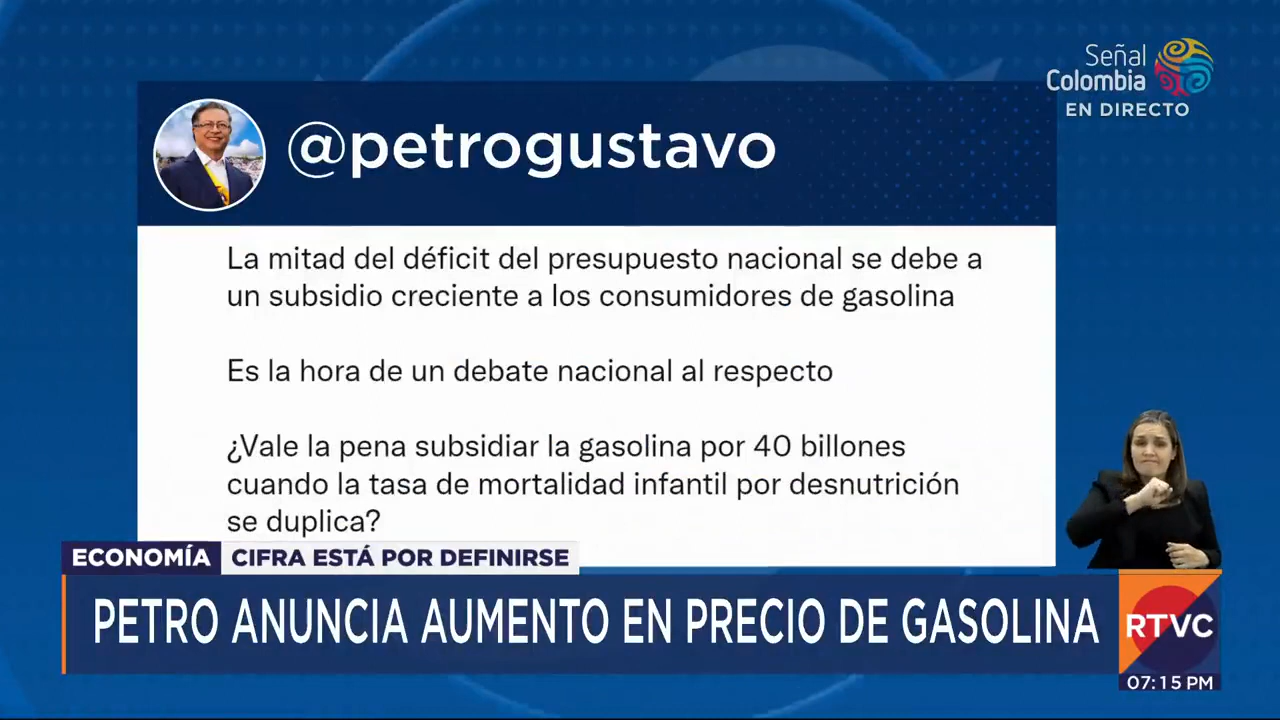 Señal
Colombia
EN DIRECTO
@petrogustavo
La mitad del déficit del presupuesto nacional se debe a
un subsidio creciente a los consumidores de gasolina
Es la hora de un debate nacional al respecto
¿Vale la pena subsidiar la gasolina por 40 billones
cuando la tasa de mortalidad infantil por desnutrición
se duplica?
ECONOMÍA CIFRA ESTÁ POR DEFINIRSE
PETRO ANUNCIA AUMENTO EN PRECIO DE GASOLINA
RTVC
07:15 PM